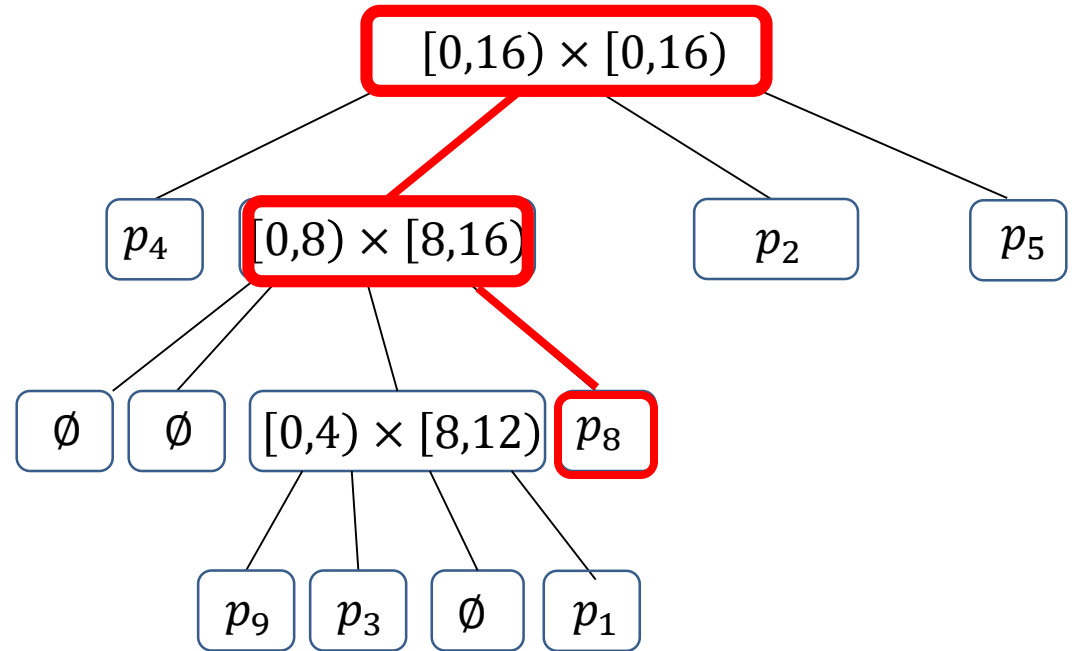 [0,16) × [0,16)
p₄ [0,8) × [8,16) p₂ p₅
∅ ∅ [0,4) × [8,12) p₈
p₉ p₃ ∅ p₁